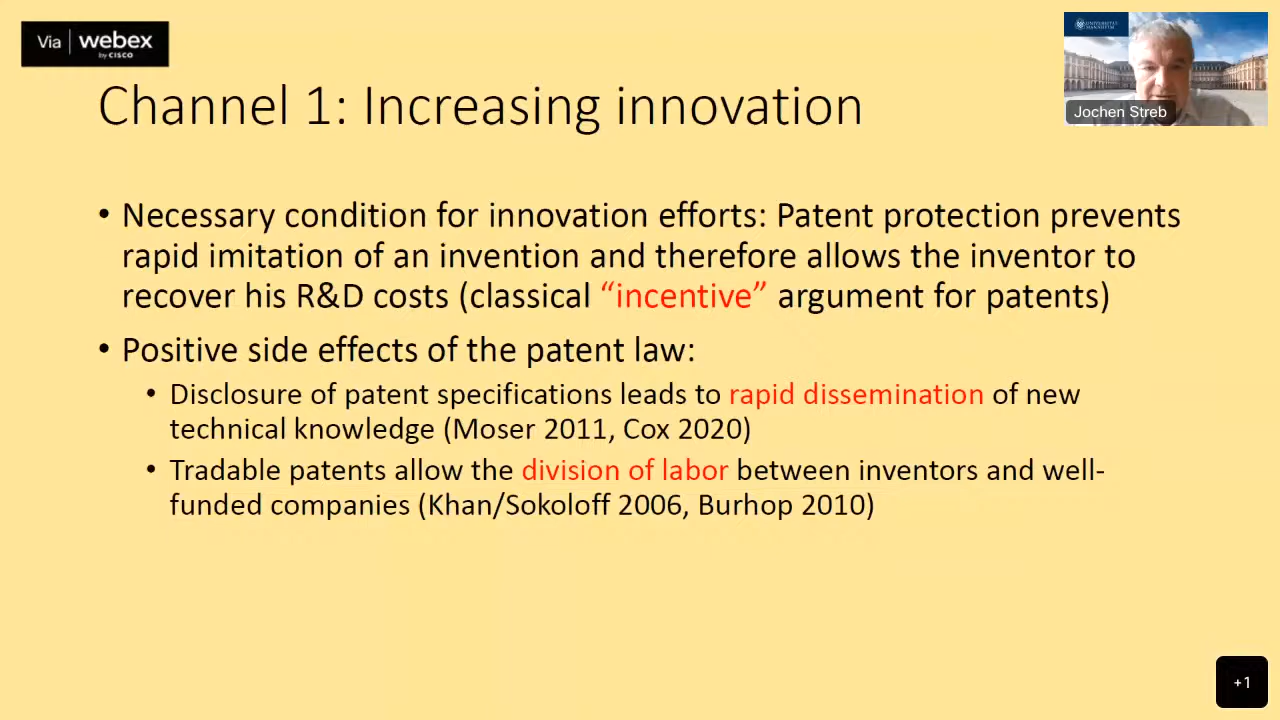 Via | webex
by CISCO
UNIVERSITÄT
MANNHEIM
Jochen Streb
Channel 1: Increasing innovation
• Necessary condition for innovation efforts: Patent protection prevents
rapid imitation of an invention and therefore allows the inventor to
recover his R&D costs (classical “incentive” argument for patents)
• Positive side effects of the patent law:
• Disclosure of patent specifications leads to rapid dissemination of new
technical knowledge (Moser 2011, Cox 2020)
• Tradable patents allow the division of labor between inventors and well-
funded companies (Khan/Sokoloff 2006, Burhop 2010)
+1